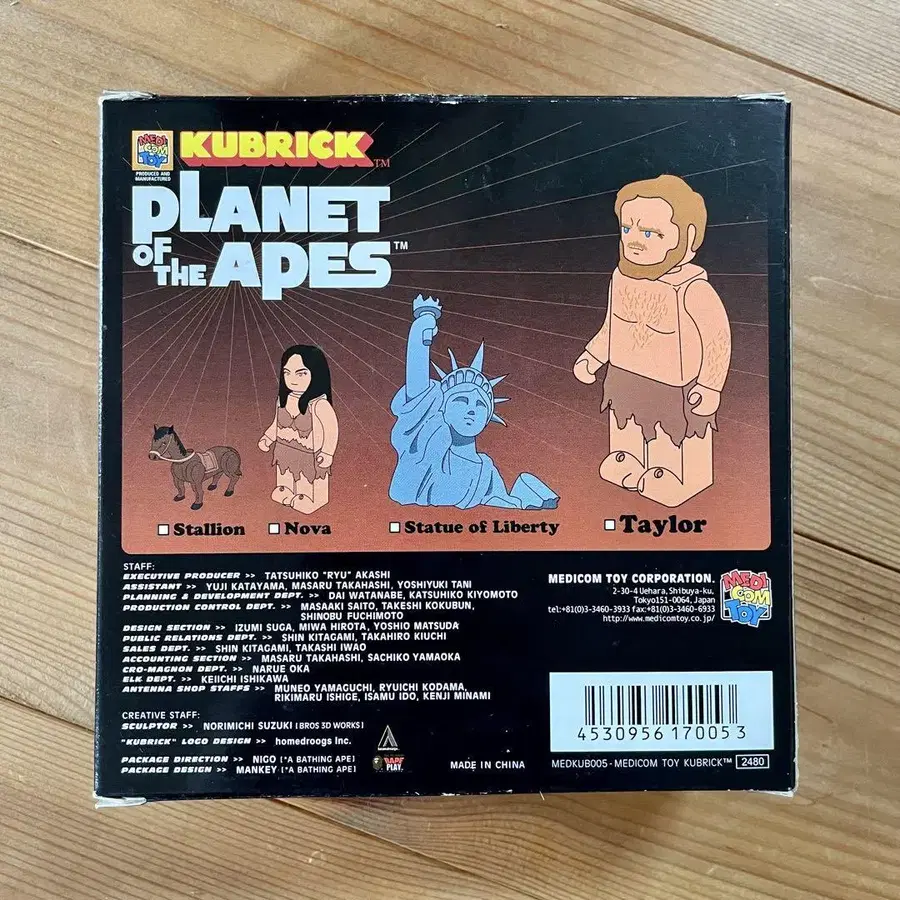 MEDI COM TOY
PRODUCED AND
MANUFACTURED
KUBRICK™
PLANET
OF THE APES™
Stallion
Nova
Statue of Liberty
Taylor
STAFF:
EXECUTIVE PRODUCER >> TATSUHIKO "RYU" AKASHI
ASSISTANT >> YUJI KATAYAMA, MASARU TAKAHASHI, YOSHIYUKI TANI
PLANNING & DEVELOPMENT DEPT. >> DAI WATANABE, KATSUHIKO KIYOMOTO
PRODUCTION CONTROL DEPT. >> MASAAKI SAITO, TAKESHI KOKUBUN,
SHINOBU FUCHIMOTO
DESIGN SECTION >> IZUMI SUGA, MIWA HIROTA, YOSHIO MATSUDA
PUBLIC RELATIONS DEPT. >> SHIN KITAGAMI, TAKAHIRO KIUCHI
SALES DEPT. >> SHIN KITAGAMI, TAKASHI IWAO
ACCOUNTING SECTION >> MASARU TAKAHASHI, SACHIKO YAMAOKA
CRO-MAGNON DEPT. >> NARUE OKA
ELK DEPT. >> KEIICHI ISHIKAWA
ANTENNA SHOP STAFFS >> MUNEO YAMAGUCHI, RYUICHI KODAMA,
RIKIMARU ISHIGE, ISAMU IDO, KENJI MINAMI
CREATIVE STAFF:
SCULPTOR >> NORIMICHI SUZUKI [BROS 3D WORKS]
"KUBRICK" LOGO DESIGN >> homedroogs Inc.
PACKAGE DIRECTION >> NIGO [*A BATHING APE]
PACKAGE DESIGN >> MANKEY [*A BATHING APE]
BAPE
PLAY.
MADE IN CHINA
MEDICOM TOY CORPORATION.
2-30-4 Uehara, Shibuya-ku,
Tokyo151-0064, Japan
tel:+81(0)3-3460-3933 fax:+81(0)3-3460-6933
http://www.medicomtoy.co.jp/
MEDI COM TOY
4530956170053
MEDKUB005-MEDICOM TOY KUBRICK™ 2480